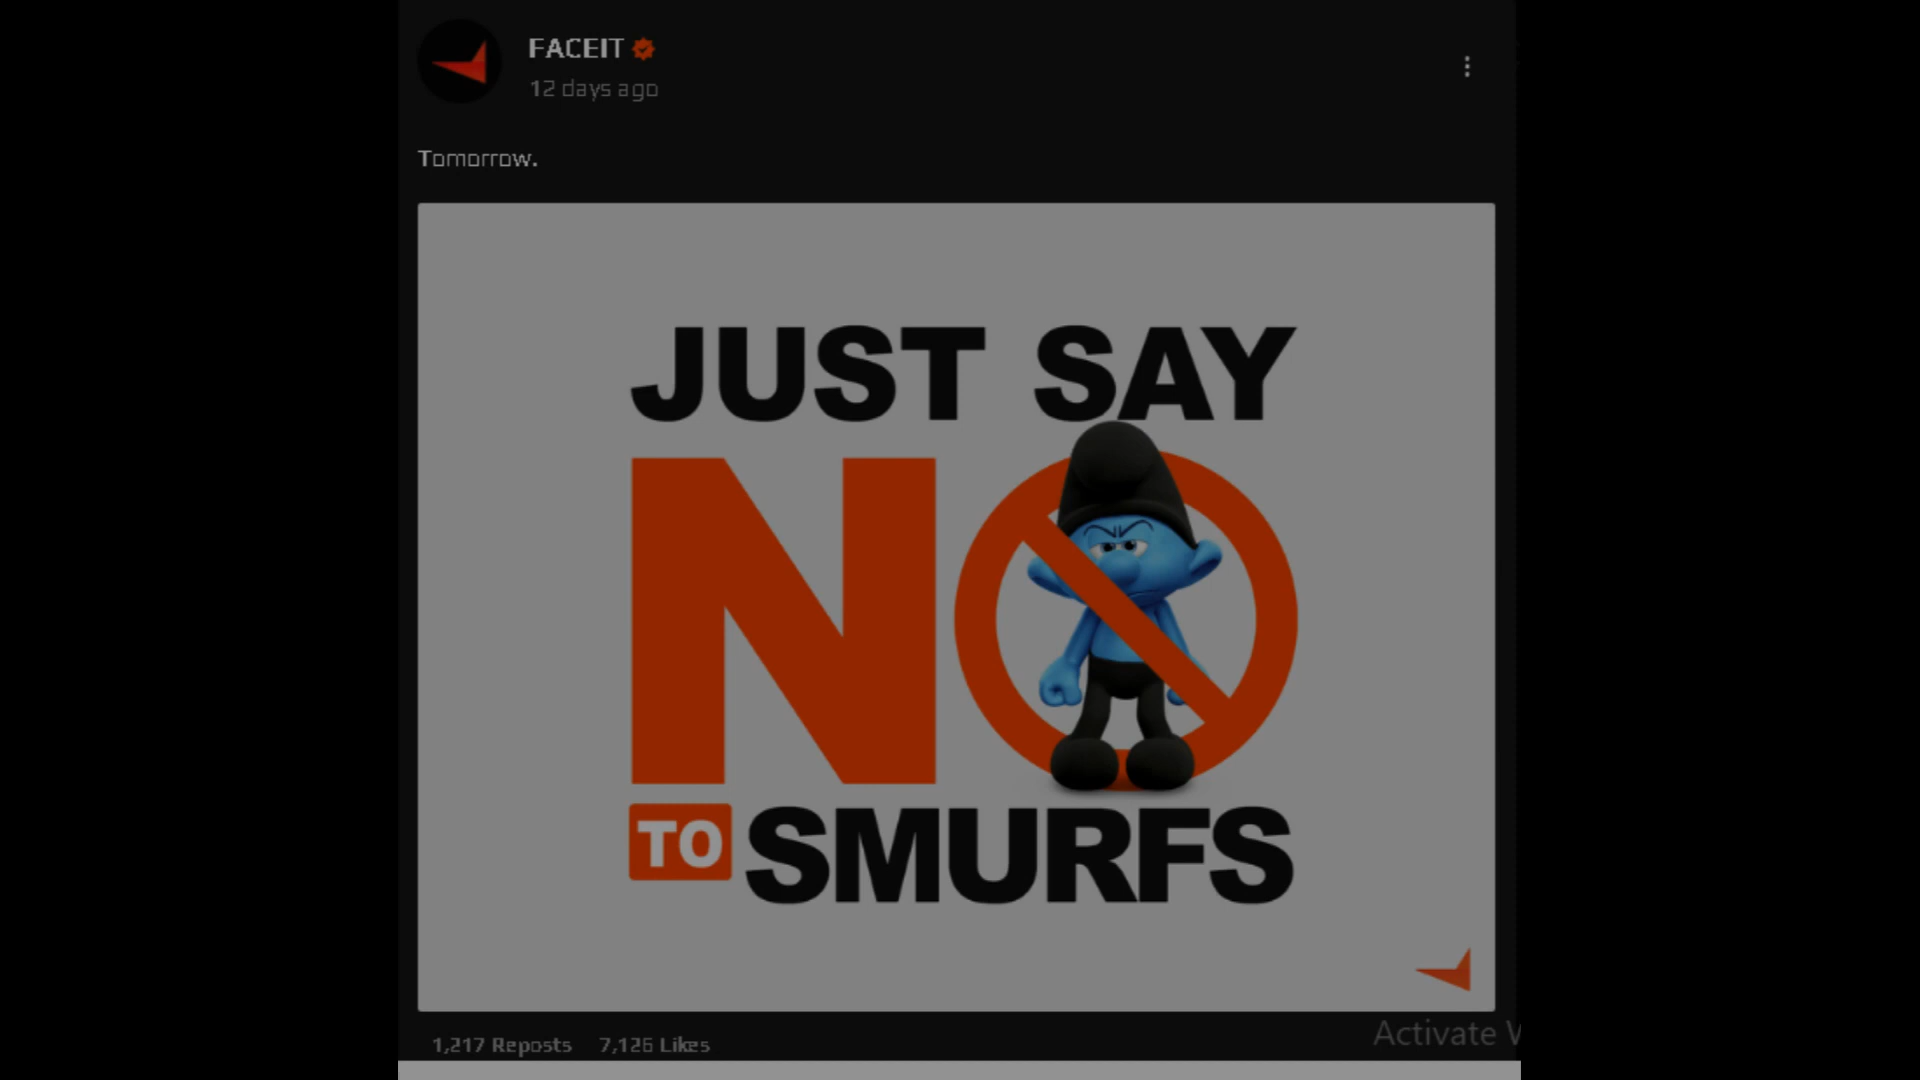 FACEIT
12 days ago
Tomorrow.
JUST SAY
NO
TO SMURFS
1,217 Reposts 7,126 Likes
Activate